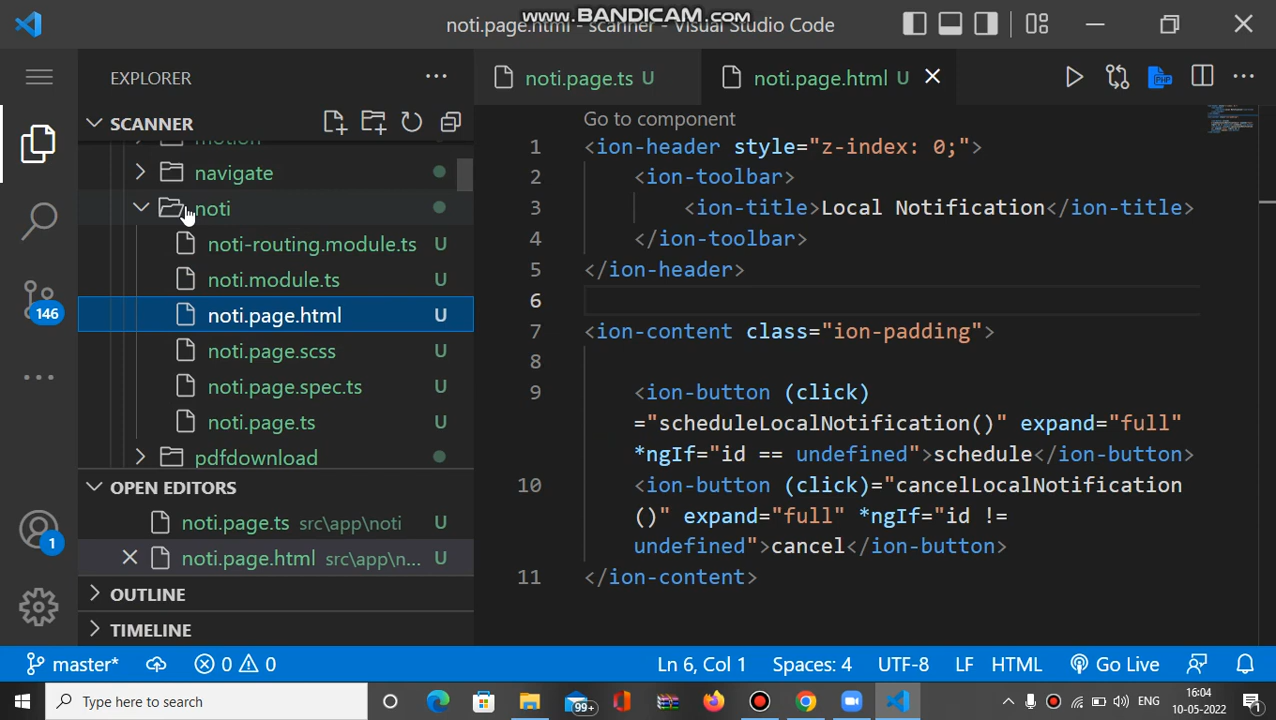 www.BANDICAM.com
noti.page.html - scanner - Visual Studio Code
EXPLORER
noti.page.ts U
noti.page.html U
SCANNER
Go to component
motion
navigate
noti
noti-routing.module.ts U
noti.module.ts U
noti.page.html U
noti.page.scss U
noti.page.spec.ts U
noti.page.ts U
pdfdownload
OPEN EDITORS
noti.page.ts src\app\noti U
noti.page.html src\app\n... U
OUTLINE
TIMELINE
146
1
1 <ion-header style="z-index: 0;">
2 <ion-toolbar>
3 <ion-title>Local Notification</ion-title>
4 </ion-toolbar>
5 </ion-header>
6
7 <ion-content class="ion-padding">
8
9 <ion-button (click)
="scheduleLocalNotification()" expand="full"
*ngIf="id == undefined">schedule</ion-button>
10 <ion-button (click)="cancelLocalNotification
()" expand="full" *ngIf="id !=
undefined">cancel</ion-button>
11 </ion-content>
master* 0 0 Ln 6, Col 1 Spaces: 4 UTF-8 LF HTML Go Live
Type here to search
99+
ENG
16:04
10-05-2022
1